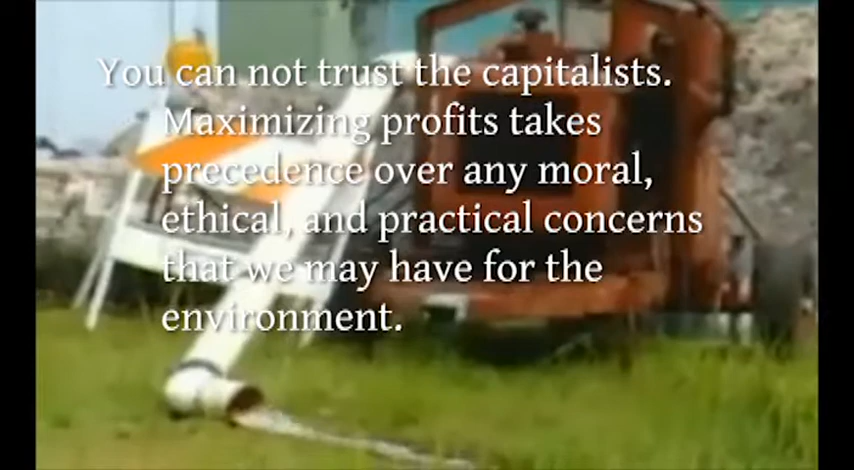 You can not trust the capitalists.
Maximizing profits takes
precedence over any moral,
ethical, and practical concerns
that we may have for the
environment.